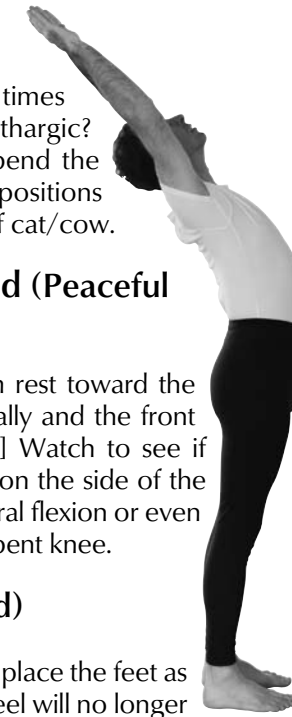 times
thargic?
pend the
positions
f cat/cow.
d (Peaceful
n rest toward the
ally and the front
] Watch to see if
on the side of the
ral flexion or even
bent knee.
d)
place the feet as
eel will no longer